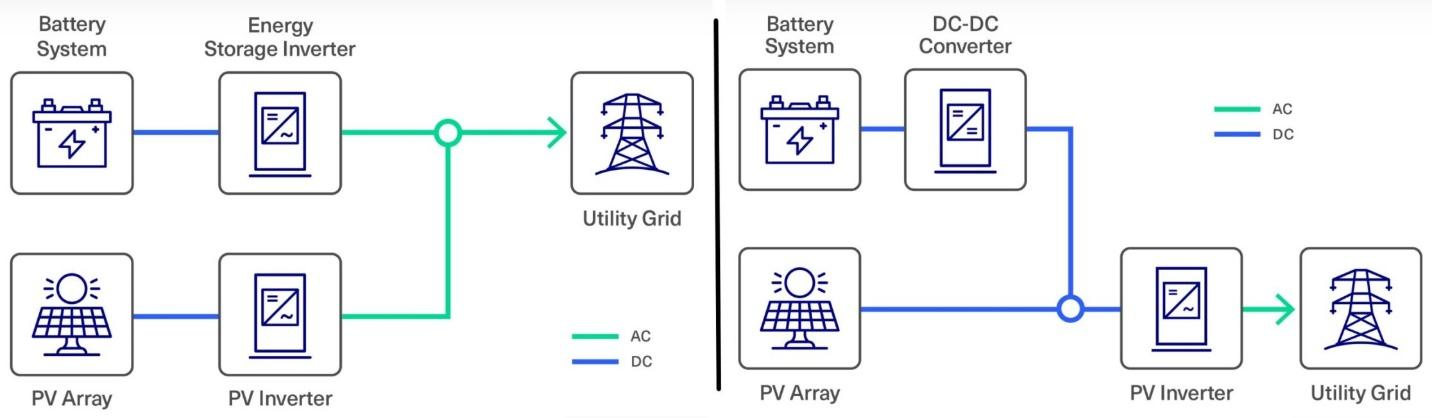 Battery
System
Energy
Storage Inverter
Utility Grid
PV Array
PV Inverter
AC
DC
Battery
System
DC-DC
Converter
AC
DC
PV Array
PV Inverter
Utility Grid